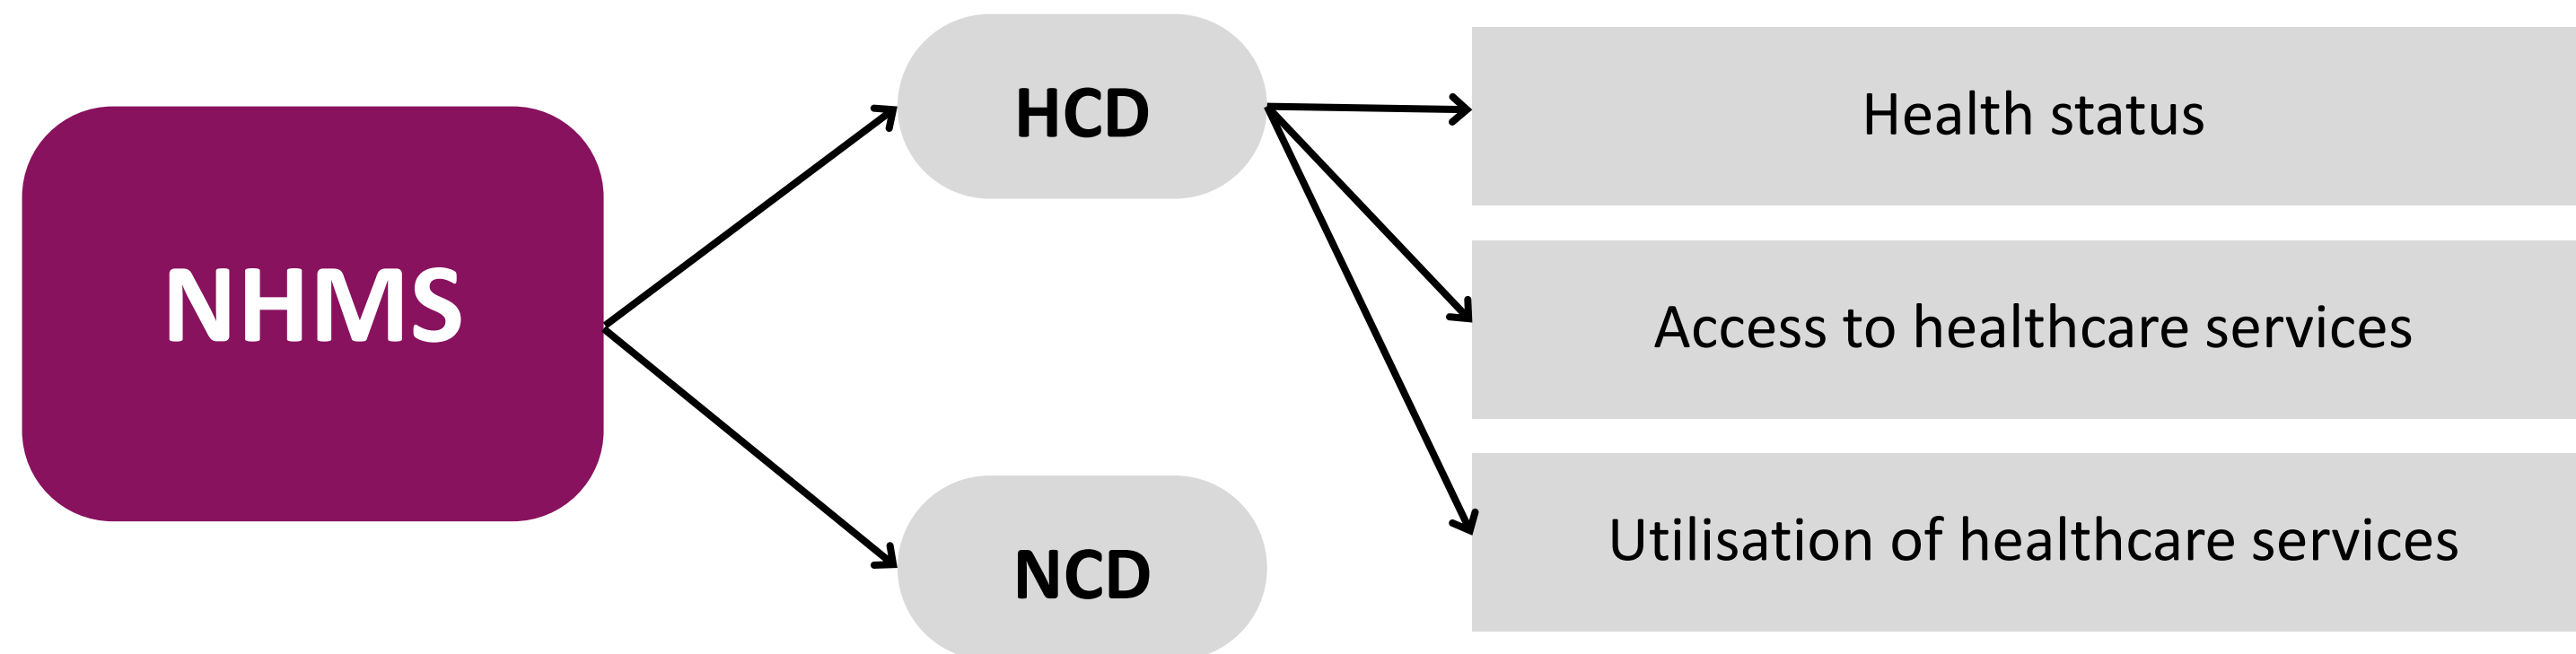 NHMS
HCD
NCD
Health status
Access to healthcare services
Utilisation of healthcare services